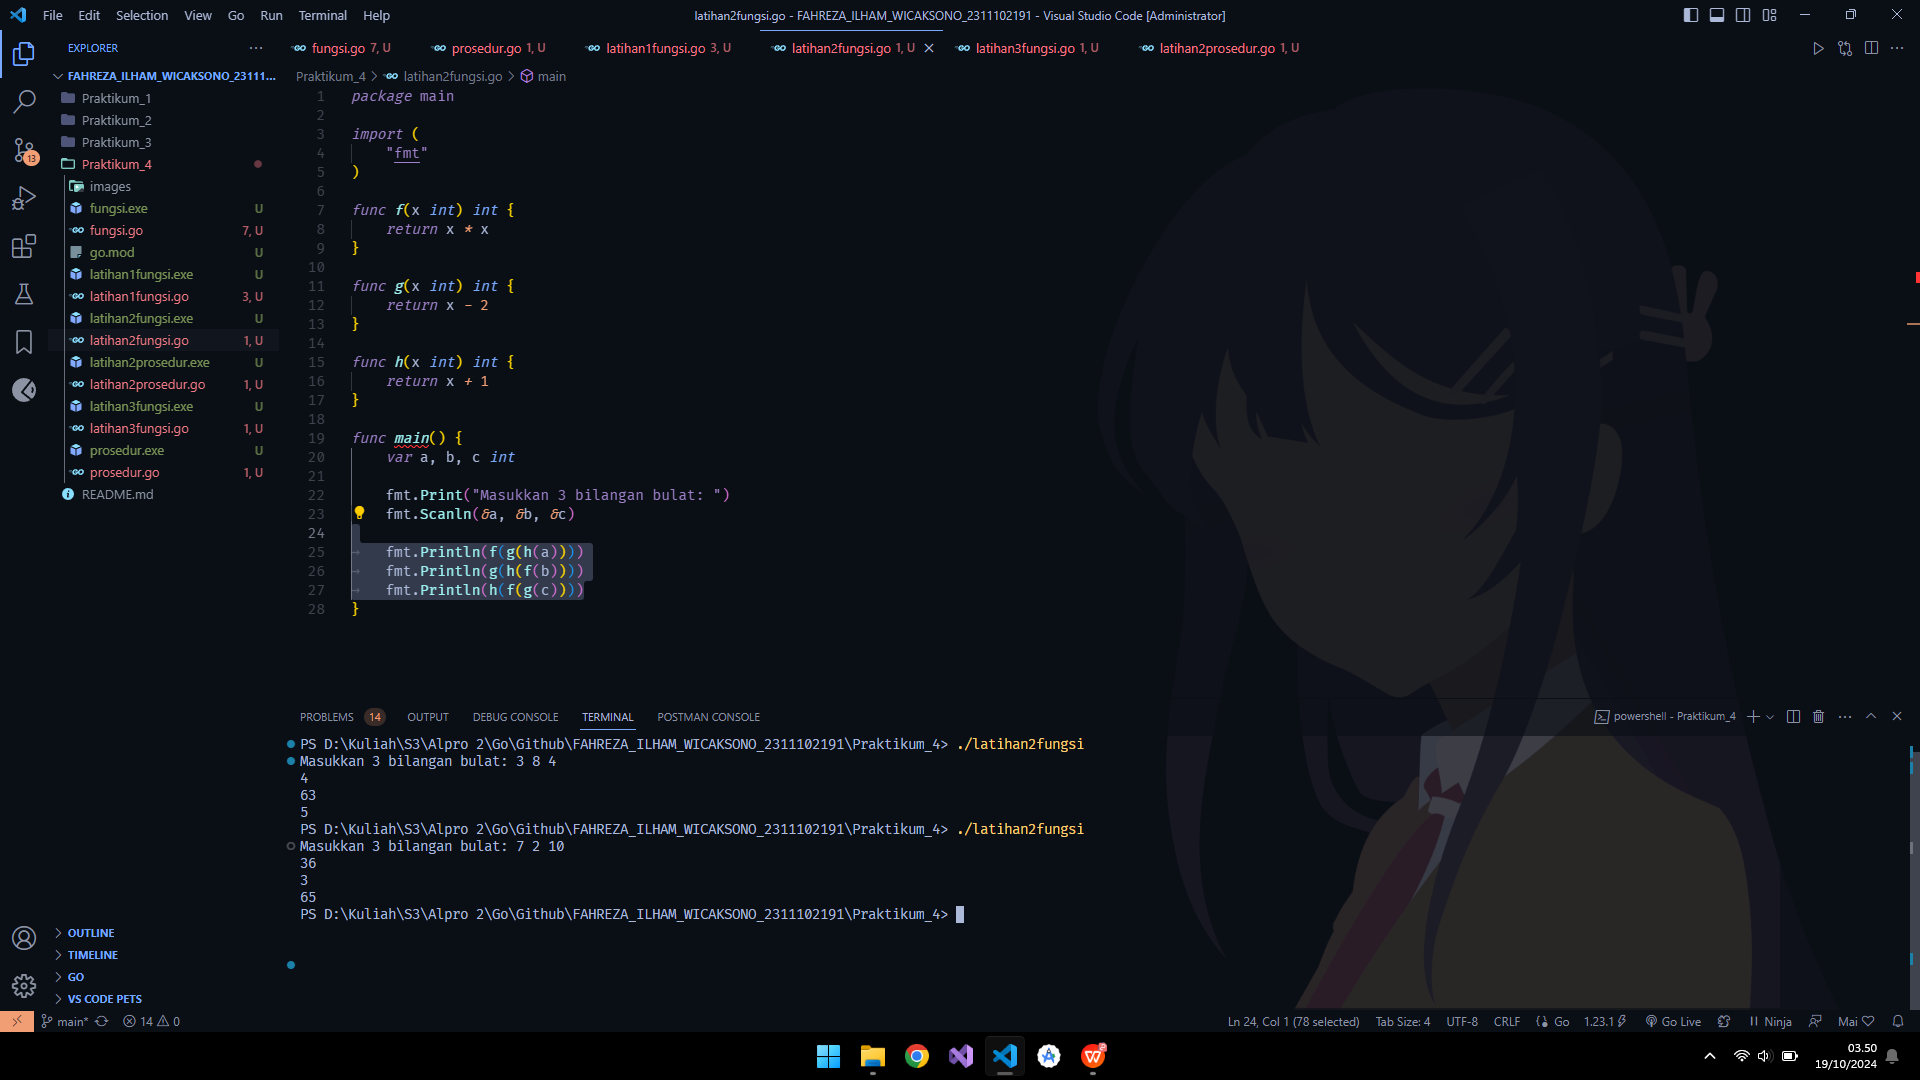 File Edit Selection View Go Run Terminal Help
latihan2fungsi.go - FAHREZA_ILHAM_WICAKSONO_2311102191 - Visual Studio Code [Administrator]
EXPLORER
FAHREZA_ILHAM_WICAKSONO_23111...
Praktikum_1
Praktikum_2
Praktikum_3
Praktikum_4
images
fungsi.exe U
fungsi.go 7, U
go.mod U
latihan1fungsi.exe U
latihan1fungsi.go 3, U
latihan2fungsi.exe U
latihan2fungsi.go 1, U
latihan2prosedur.exe U
latihan2prosedur.go 1, U
latihan3fungsi.exe U
latihan3fungsi.go 1, U
prosedur.exe U
prosedur.go 1, U
README.md
13
OUTLINE
TIMELINE
GO
VS CODE PETS
fungsi.go 7, U prosedur.go 1, U latihan1fungsi.go 3, U latihan2fungsi.go 1, U latihan3fungsi.go 1, U latihan2prosedur.go 1, U
Praktikum_4 > latihan2fungsi.go > main
1 package main
2
3 import (
4 "fmt"
5 )
6
7 func f(x int) int {
8 return x * x
9 }
10
11 func g(x int) int {
12 return x - 2
13 }
14
15 func h(x int) int {
16 return x + 1
17 }
18
19 func main() {
20 var a, b, c int
21
22 fmt.Print("Masukkan 3 bilangan bulat: ")
23 fmt.Scanln(&a, &b, &c)
24
25 fmt.Println(f(g(h(a))))
26 fmt.Println(g(h(f(b))))
27 fmt.Println(h(f(g(c))))
28 }
PROBLEMS 14 OUTPUT DEBUG CONSOLE TERMINAL POSTMAN CONSOLE
powershell - Praktikum_4
PS D:\Kuliah\S3\Alpro 2\Go\Github\FAHREZA_ILHAM_WICAKSONO_2311102191\Praktikum_4> ./latihan2fungsi
Masukkan 3 bilangan bulat: 3 8 4
4
63
5
PS D:\Kuliah\S3\Alpro 2\Go\Github\FAHREZA_ILHAM_WICAKSONO_2311102191\Praktikum_4> ./latihan2fungsi
Masukkan 3 bilangan bulat: 7 2 10
36
3
65
PS D:\Kuliah\S3\Alpro 2\Go\Github\FAHREZA_ILHAM_WICAKSONO_2311102191\Praktikum_4>
main* 14 0
Ln 24, Col 1 (78 selected) Tab Size: 4 UTF-8 CRLF Go 1.23.1 Go Live Ninja Mai
03.50
19/10/2024